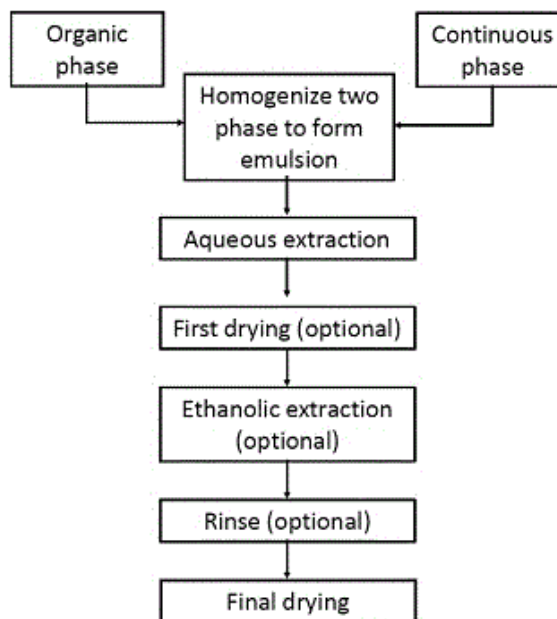 Organic
phase
Continuous
phase
Homogenize two
phase to form
emulsion
Aqueous extraction
First drying (optional)
Ethanolic extraction
(optional)
Rinse (optional)
Final drying